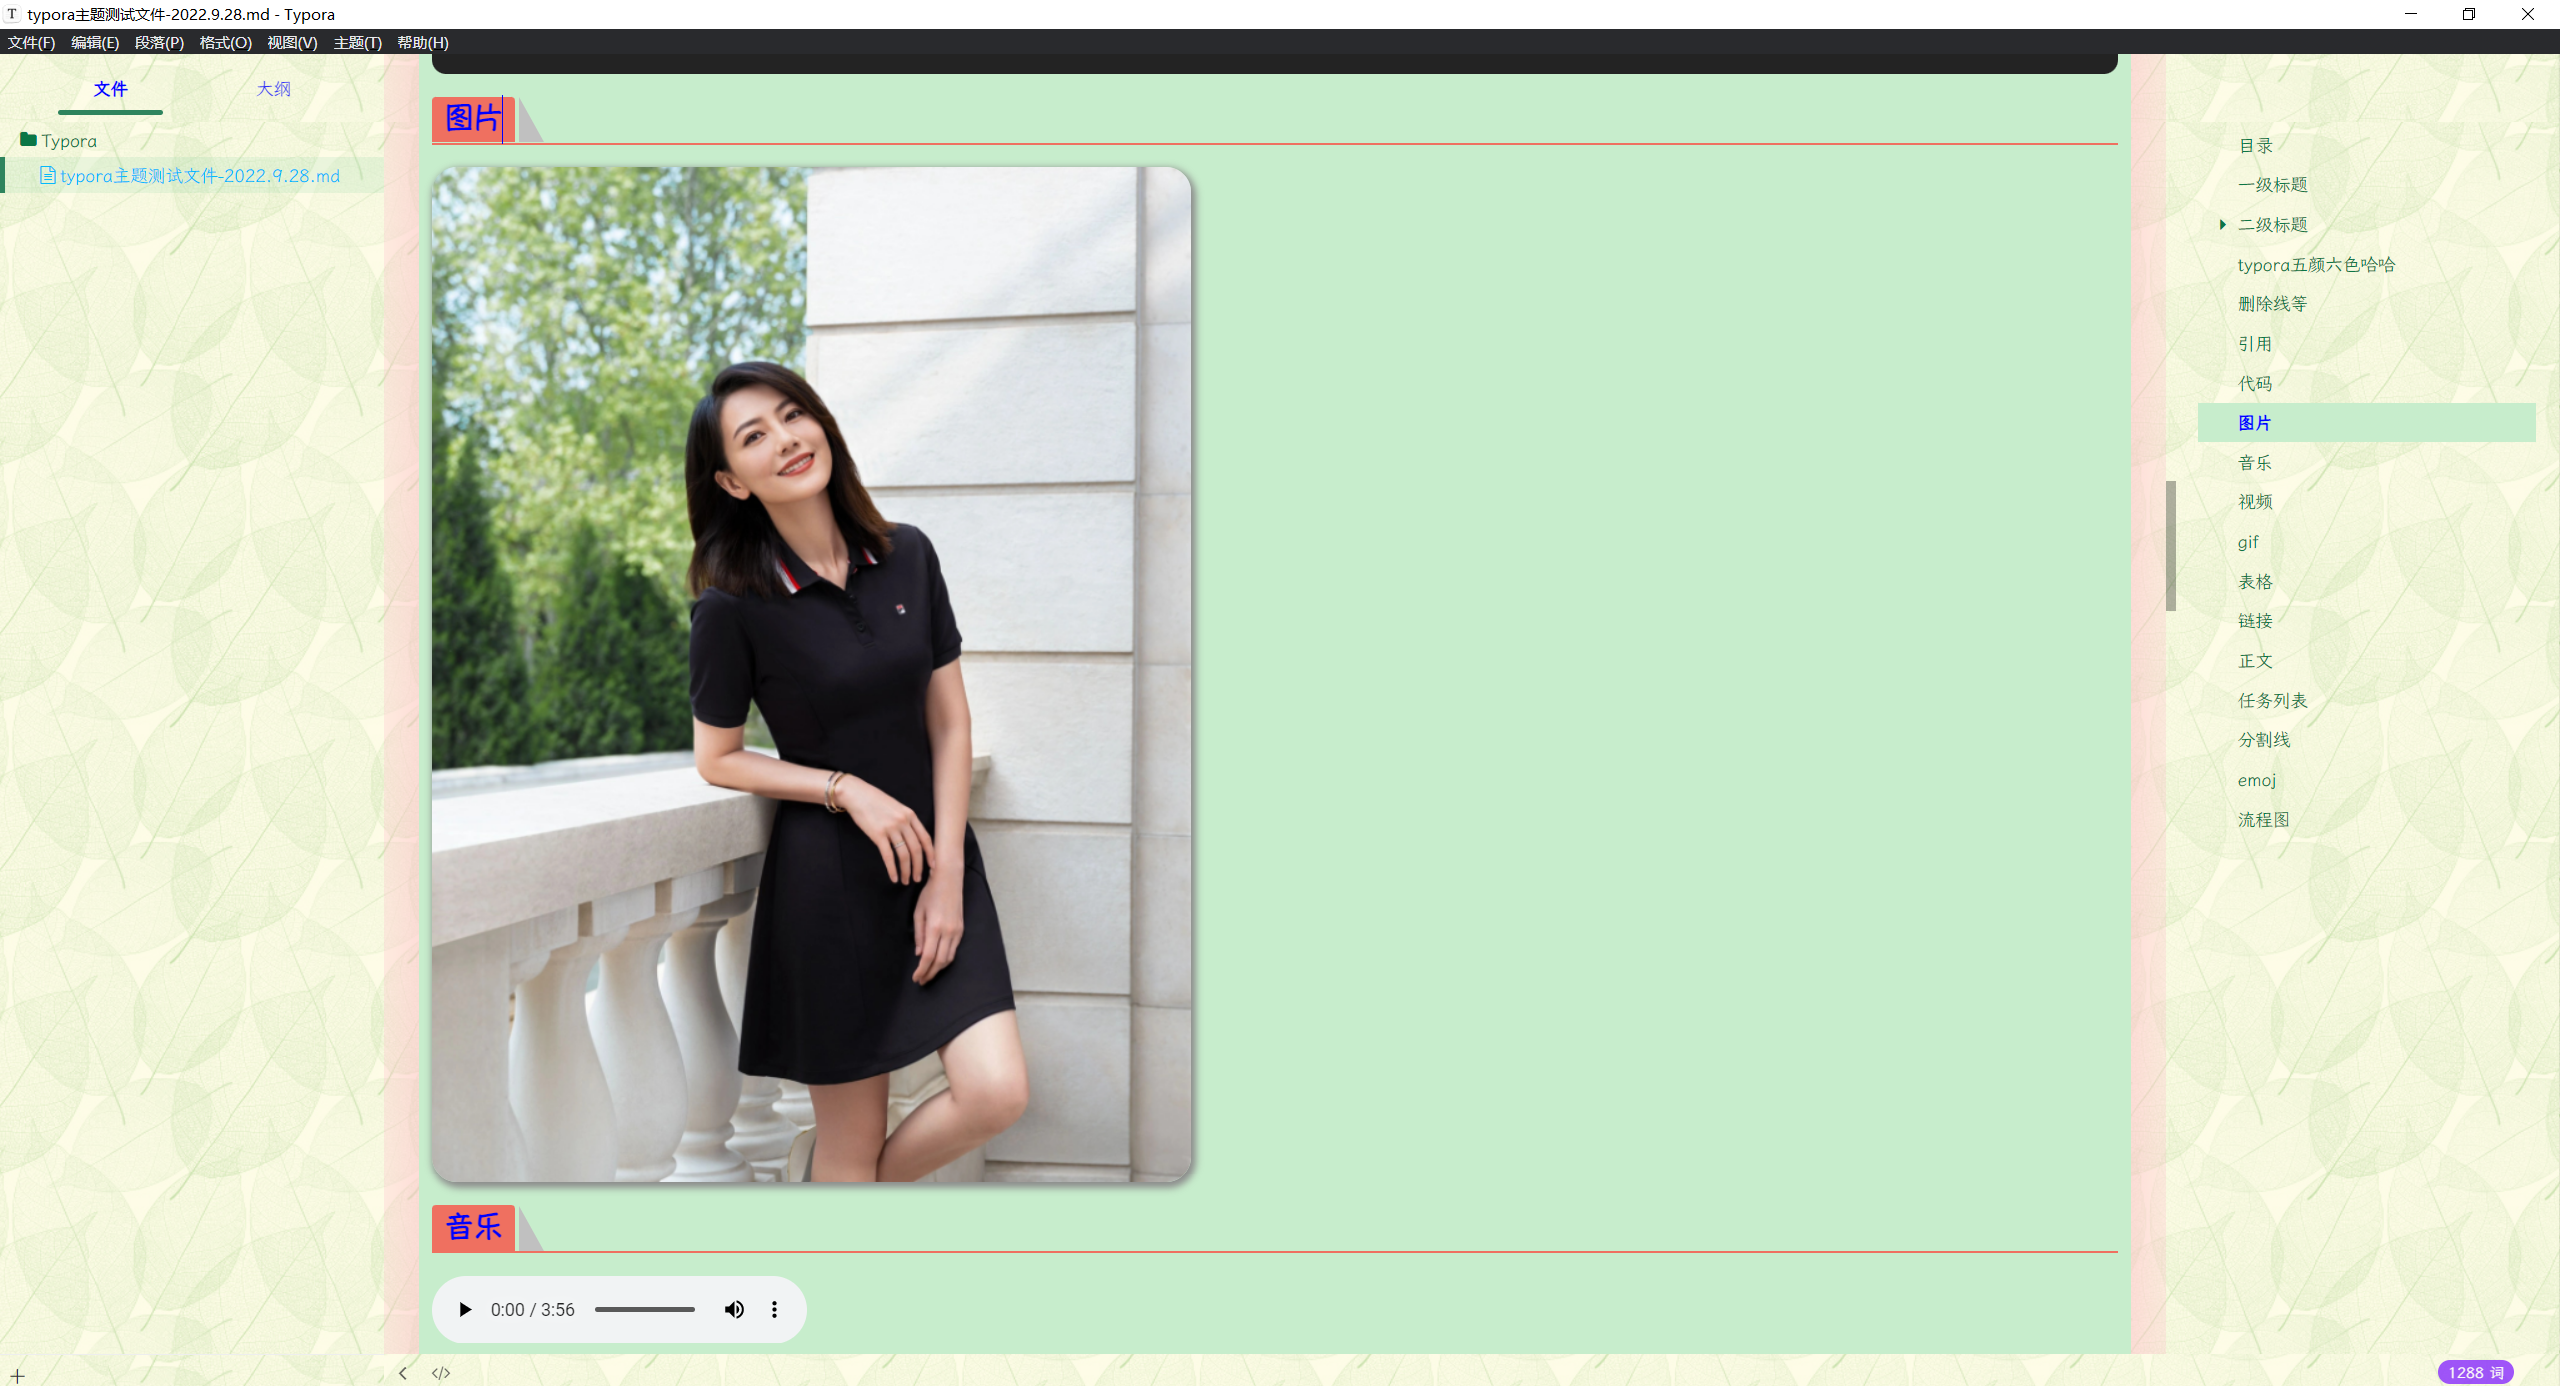 typora主题测试文件-2022.9.28.md - Typora
文件(F) 编辑(E) 段落(P) 格式(O) 视图(V) 主题(T) 帮助(H)
文件 大纲
Typora
typora主题测试文件-2022.9.28.md
图片
音乐
0:00 / 3:56
目录
一级标题
二级标题
typora五颜六色哈哈
删除线等
引用
代码
图片
音乐
视频
gif
表格
链接
正文
任务列表
分割线
emoj
流程图
1288 词